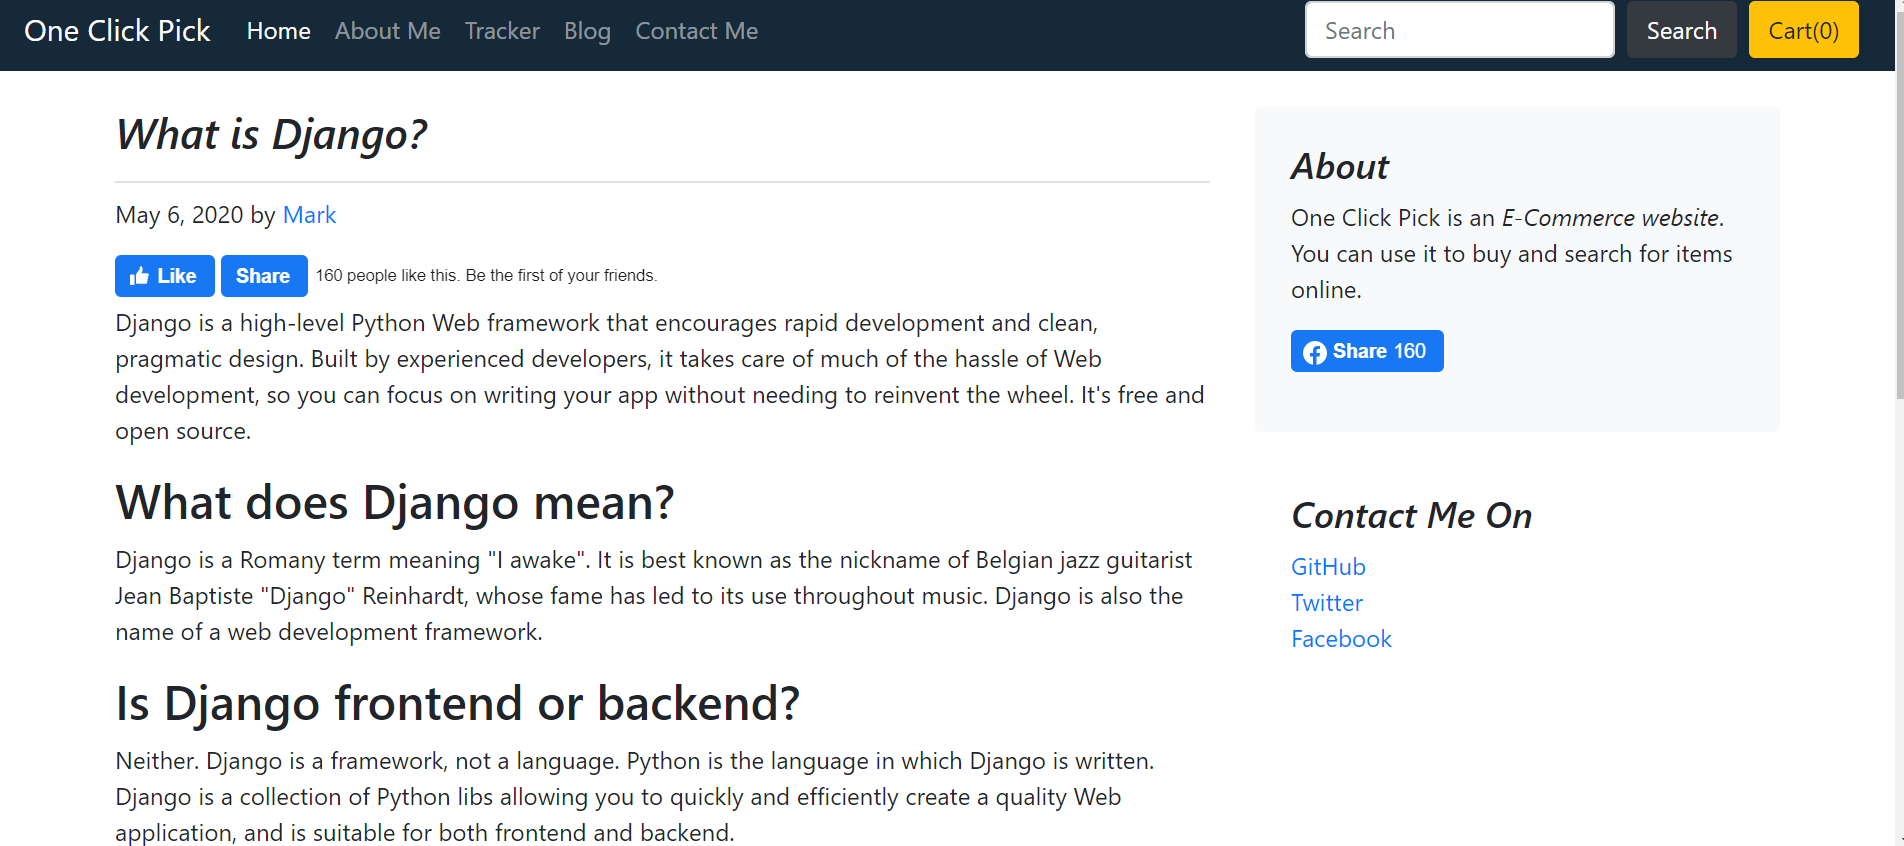 One Click Pick Home About Me Tracker Blog Contact Me Search Search Cart(0)
What is Django?
May 6, 2020 by Mark
Like Share 160 people like this. Be the first of your friends.
Django is a high-level Python Web framework that encourages rapid development and clean,
pragmatic design. Built by experienced developers, it takes care of much of the hassle of Web
development, so you can focus on writing your app without needing to reinvent the wheel. It's free and
open source.
What does Django mean?
Django is a Romany term meaning "I awake". It is best known as the nickname of Belgian jazz guitarist
Jean Baptiste "Django" Reinhardt, whose fame has led to its use throughout music. Django is also the
name of a web development framework.
Is Django frontend or backend?
Neither. Django is a framework, not a language. Python is the language in which Django is written.
Django is a collection of Python libs allowing you to quickly and efficiently create a quality Web
application, and is suitable for both frontend and backend.
About
One Click Pick is an E-Commerce website.
You can use it to buy and search for items
online.
Share 160
Contact Me On
GitHub
Twitter
Facebook